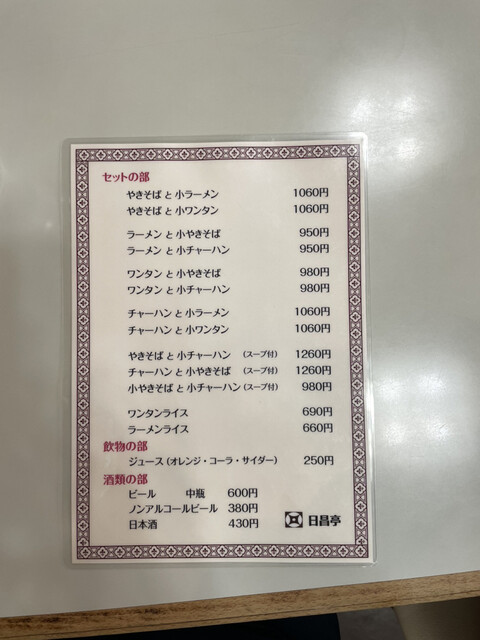 セットの部
やきそば と 小ラーメン 1060円
やきそば と 小ワンタン 1060円
ラーメン と 小やきそば 950円
ラーメン と 小チャーハン 950円
ワンタン と 小やきそば 980円
ワンタン と 小チャーハン 980円
チャーハン と 小ラーメン 1060円
チャーハン と 小ワンタン 1060円
やきそば と 小チャーハン (スープ付) 1260円
チャーハン と 小やきそば (スープ付) 1260円
小やきそば と 小チャーハン (スープ付) 980円
ワンタンライス 690円
ラーメンライス 660円
飲物の部
ジュース (オレンジ・コーラ・サイダー) 250円
酒類の部
ビール 中瓶 600円
ノンアルコールビール 380円
日本酒 430円
日昌亭